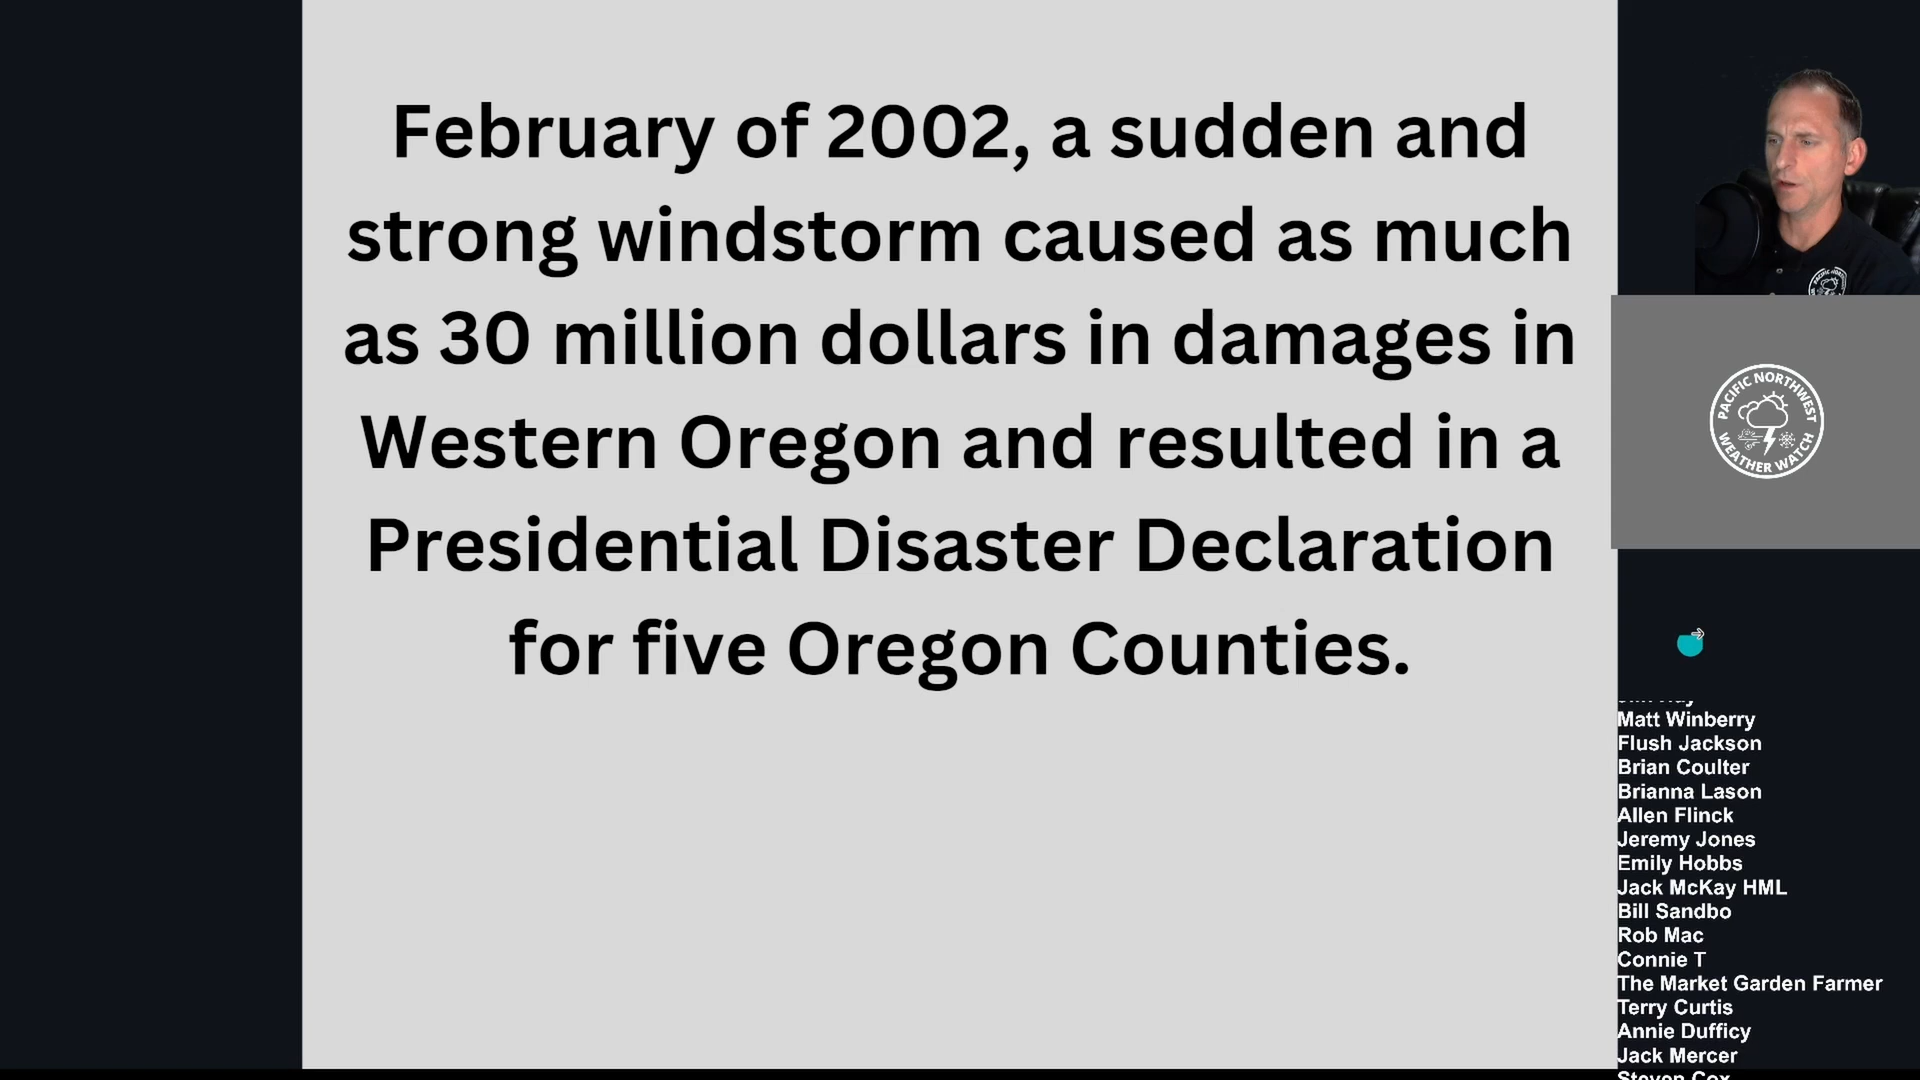 February of 2002, a sudden and
strong windstorm caused as much
as 30 million dollars in damages in
Western Oregon and resulted in a
Presidential Disaster Declaration
for five Oregon Counties.
PACIFIC NORTHWEST
WEATHER WATCH
Matt Winberry
Flush Jackson
Brian Coulter
Brianna Lason
Allen Flinck
Jeremy Jones
Emily Hobbs
Jack McKay HML
Bill Sandbo
Rob Mac
Connie T
The Market Garden Farmer
Terry Curtis
Annie Dufficy
Jack Mercer
Steven Cox